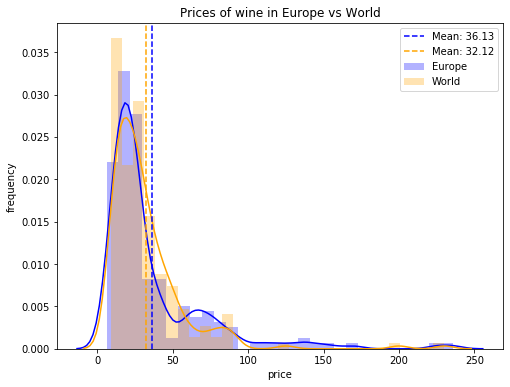 Prices of wine in Europe vs World
Mean: 36.13
Mean: 32.12
Europe
World
frequency
0.035
0.030
0.025
0.020
0.015
0.010
0.005
0.000
0
50
100
150
200
250
price